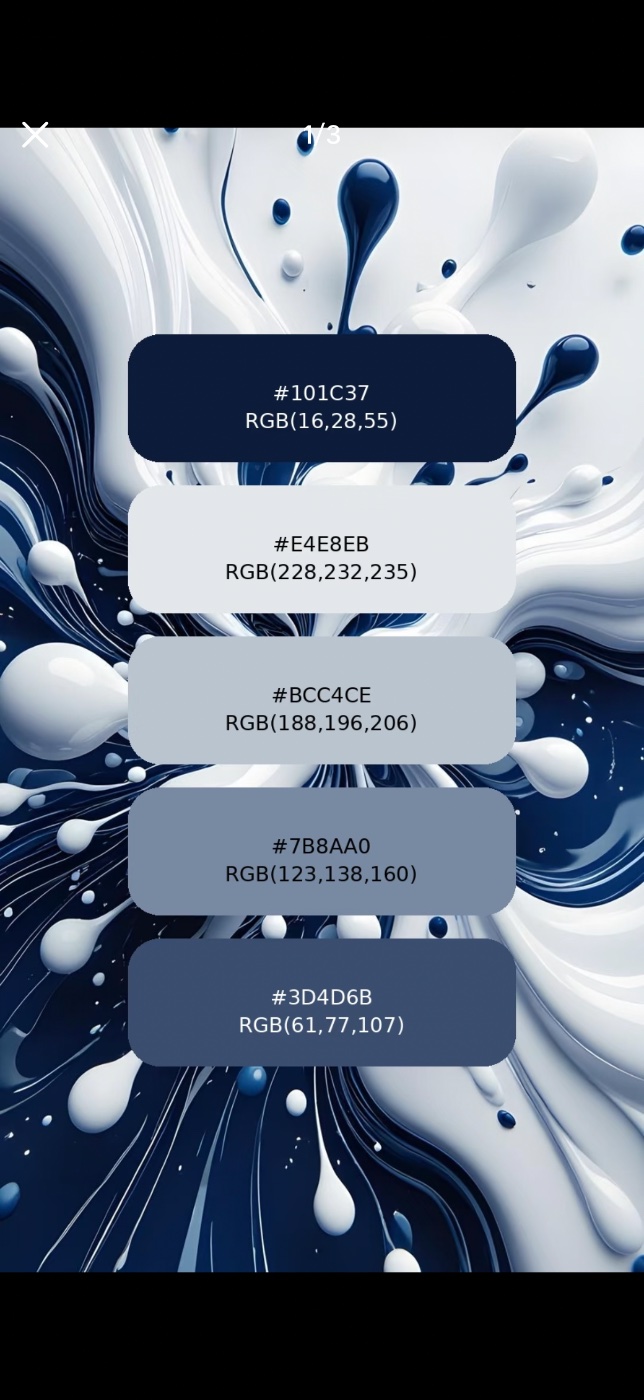 1/3
#101C37
RGB(16,28,55)
#E4E8EB
RGB(228,232,235)
#BCC4CE
RGB(188,196,206)
#7B8AA0
RGB(123,138,160)
#3D4D6B
RGB(61,77,107)